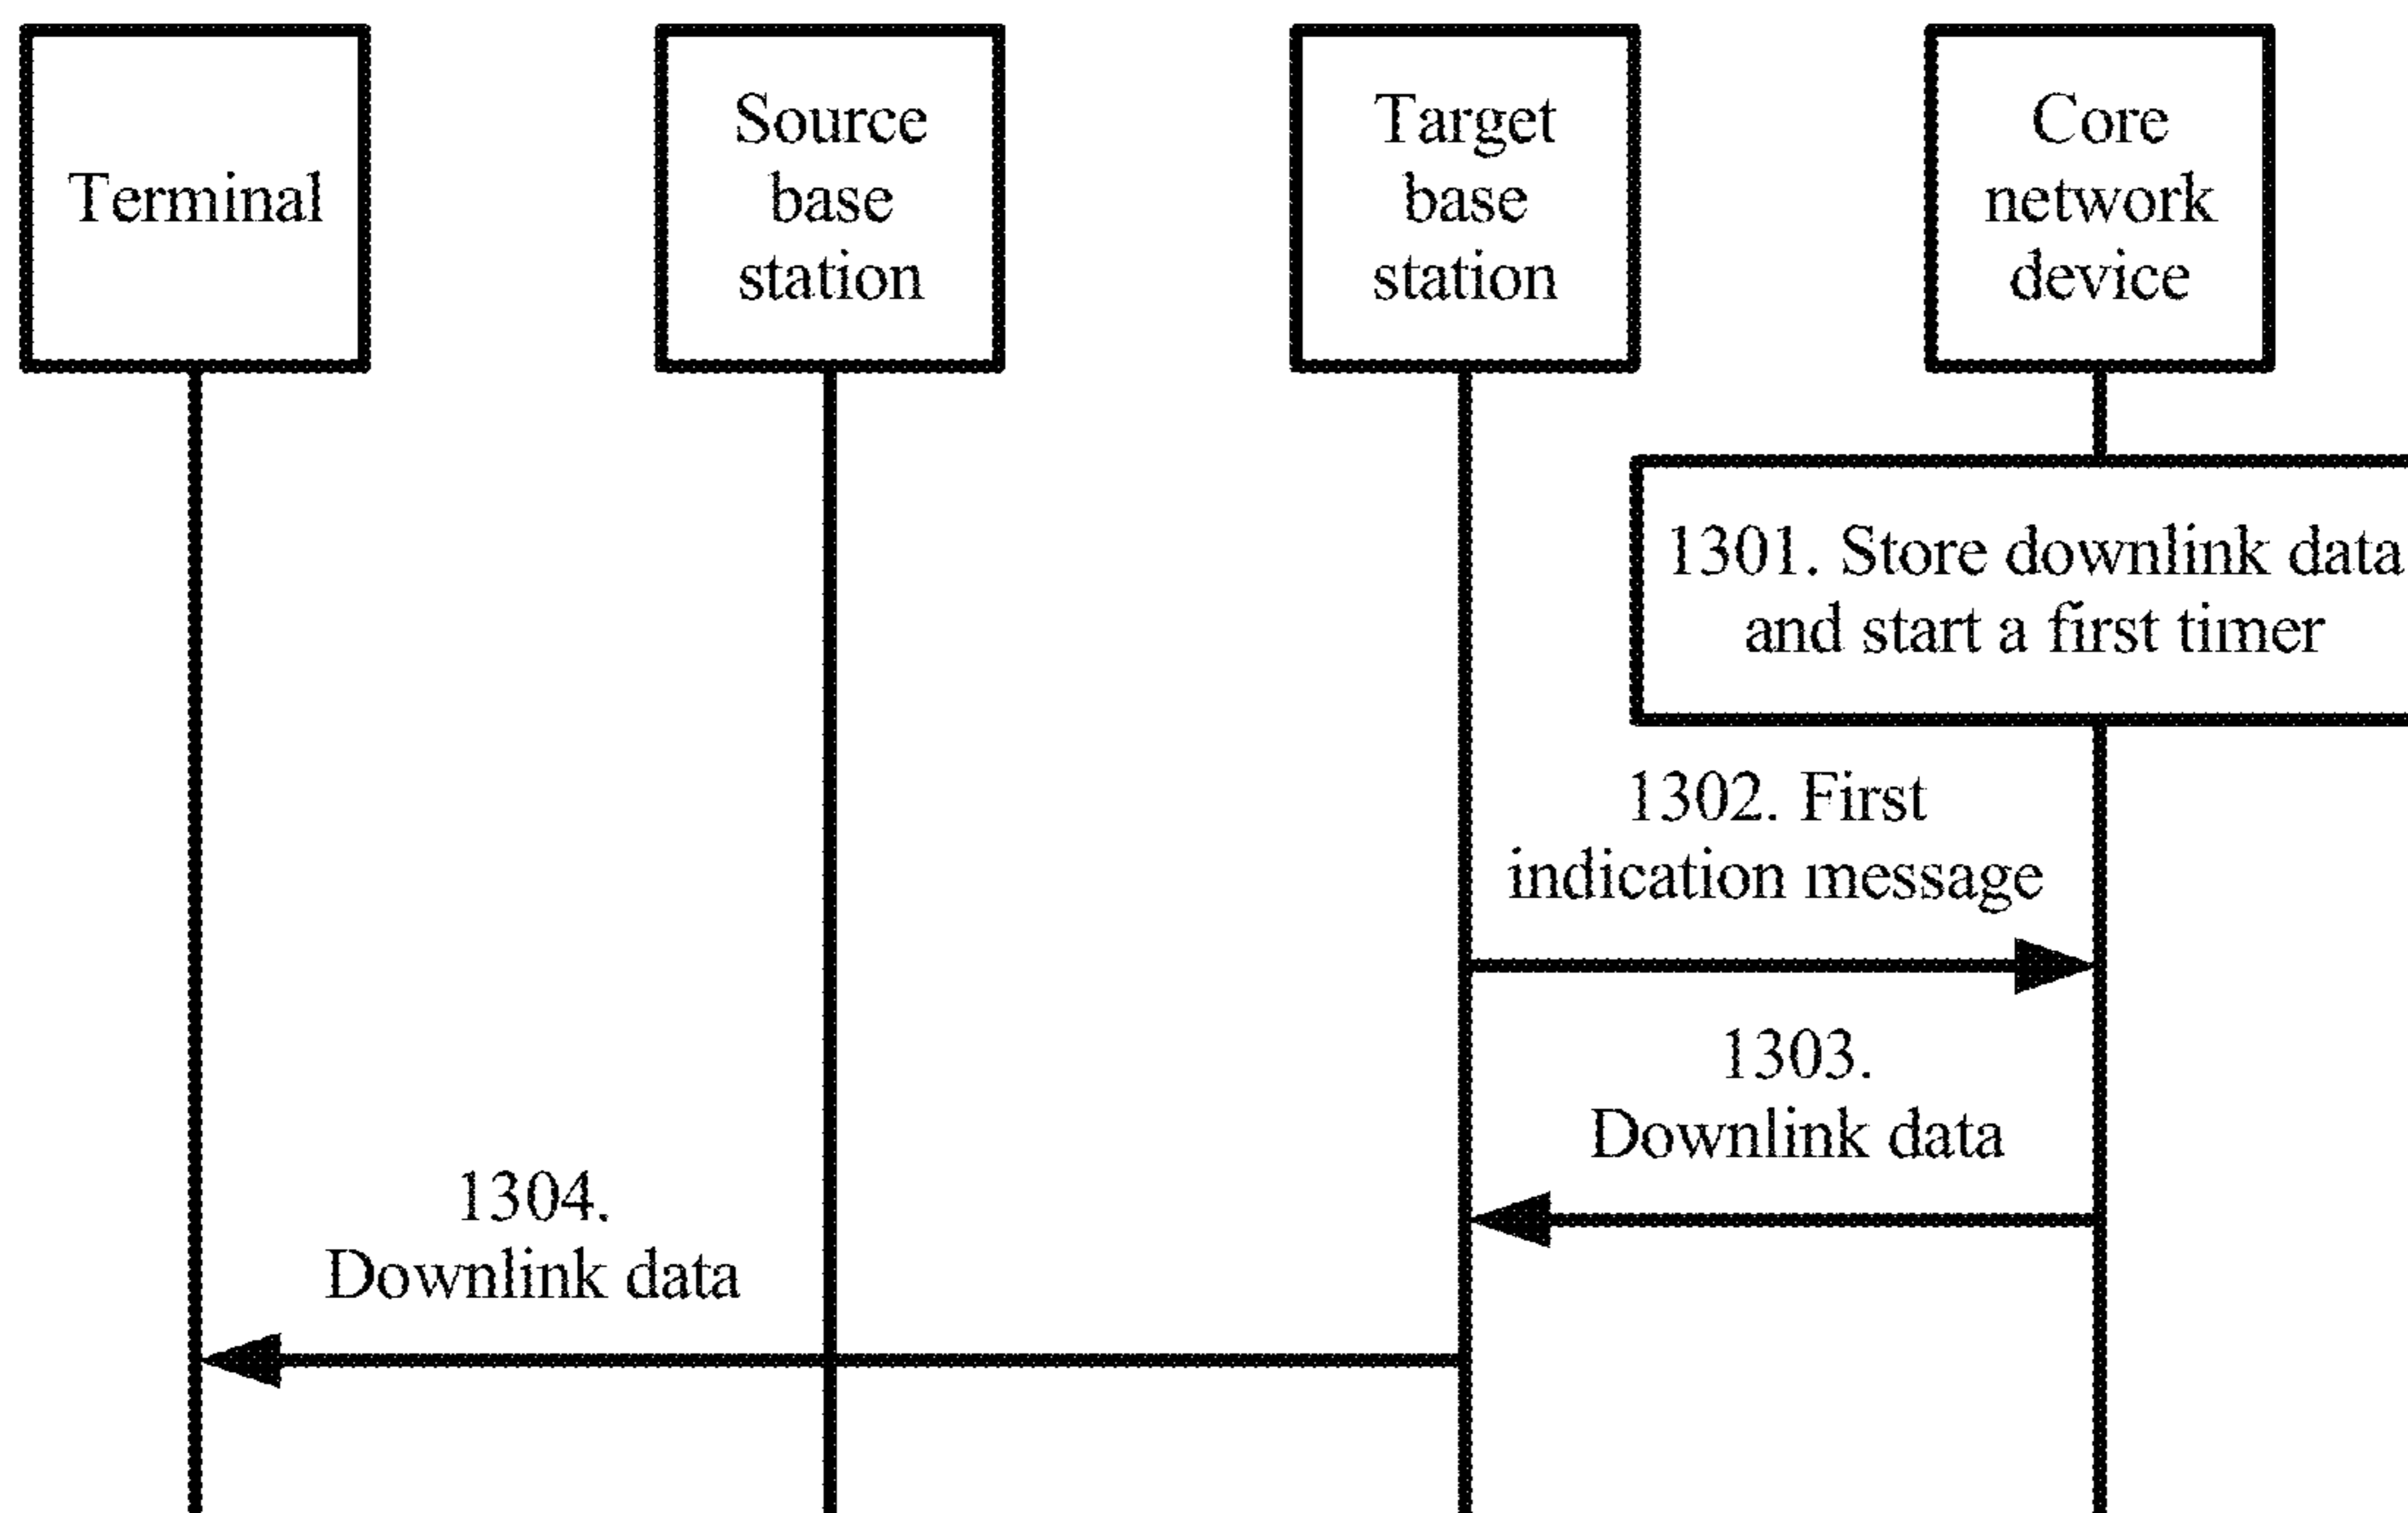 Terminal
Source
base
station
Target
base
station
Core
network
device
1301. Store downlink data
and start a first timer
1302. First
indication message
1303.
Downlink data
1304.
Downlink data